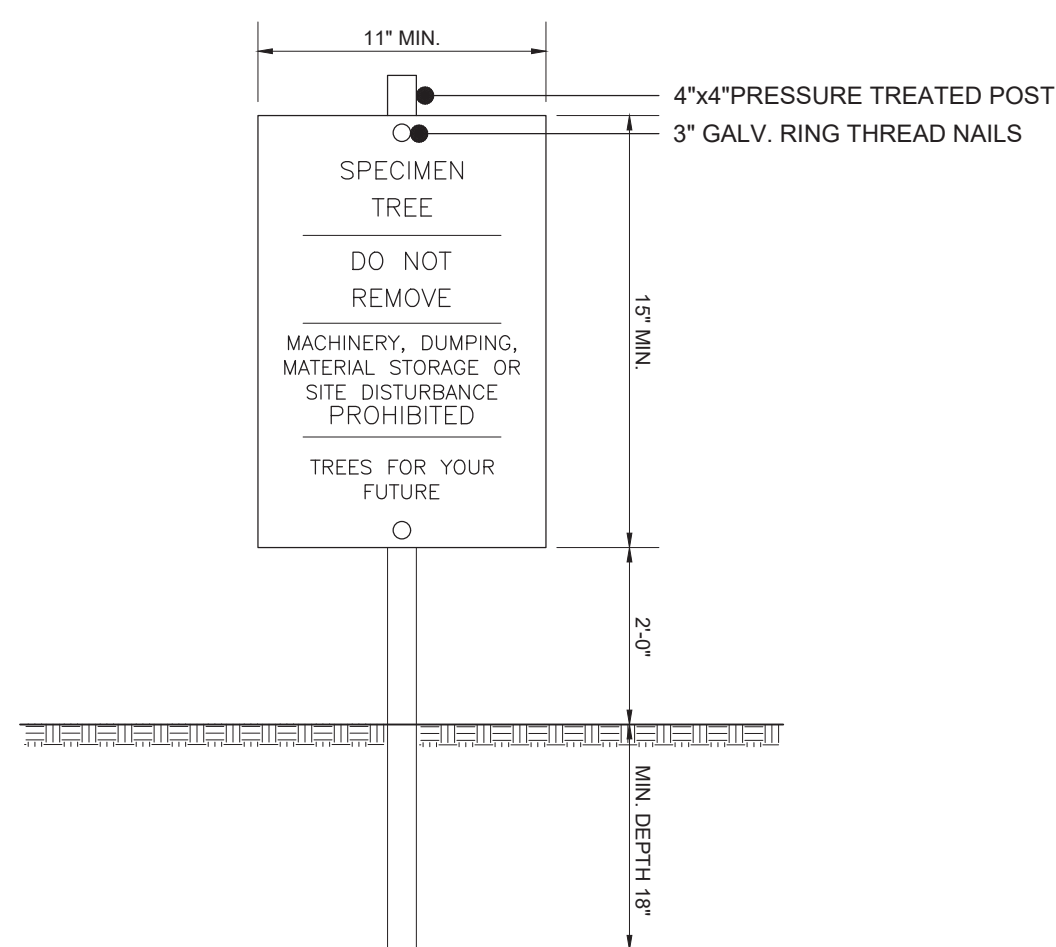 11" MIN.
4"x4"PRESSURE TREATED POST
3" GALV. RING THREAD NAILS
SPECIMEN
TREE
DO NOT
REMOVE
MACHINERY, DUMPING,
MATERIAL STORAGE OR
SITE DISTURBANCE
PROHIBITED
TREES FOR YOUR
FUTURE
15" MIN.
2'-0"
MIN. DEPTH 18"